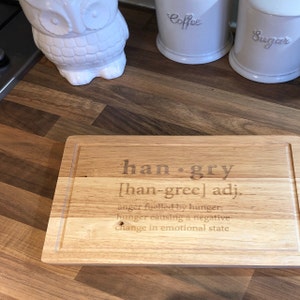 Coffee
Sugar
han·gry
[han-gree] adj.
anger fuelled by hunger;
hunger causing a negative
change in emotional state